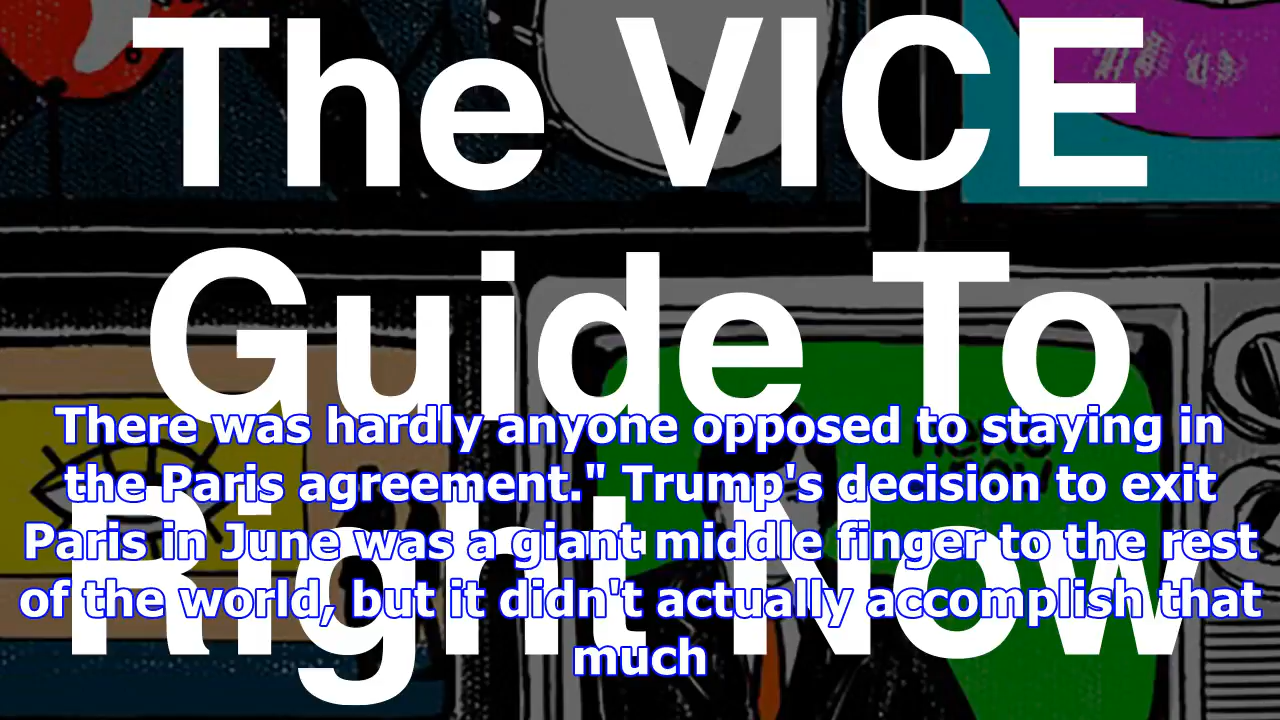 The VICE
Guide To
Right Now
There was hardly anyone opposed to staying in
the Paris agreement." Trump's decision to exit
Paris in June was a giant middle finger to the rest
of the world, but it didn't actually accomplish that
much